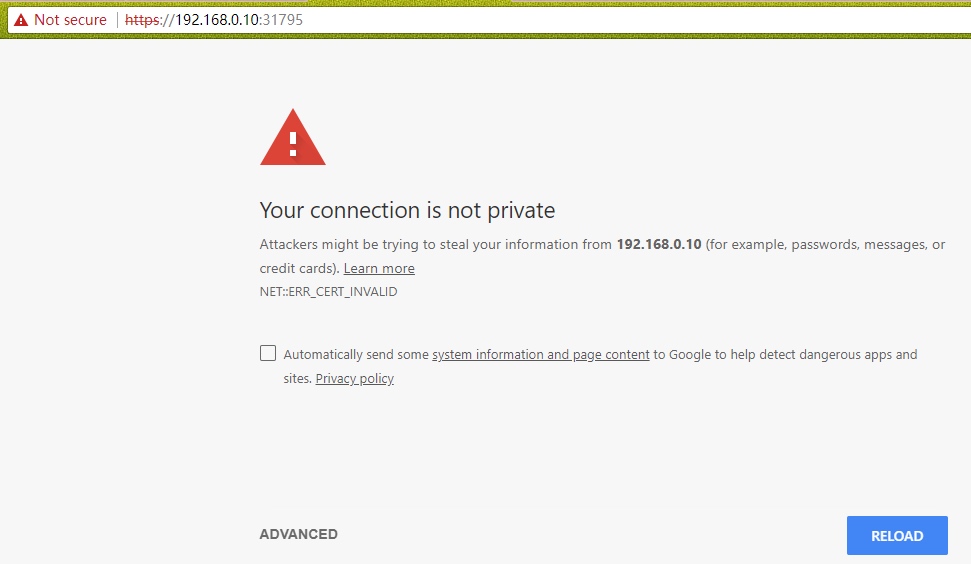 Not secure | https://192.168.0.10:31795
Your connection is not private
Attackers might be trying to steal your information from 192.168.0.10 (for example, passwords, messages, or
credit cards). Learn more
NET::ERR_CERT_INVALID
Automatically send some system information and page content to Google to help detect dangerous apps and
sites. Privacy policy
ADVANCED
RELOAD